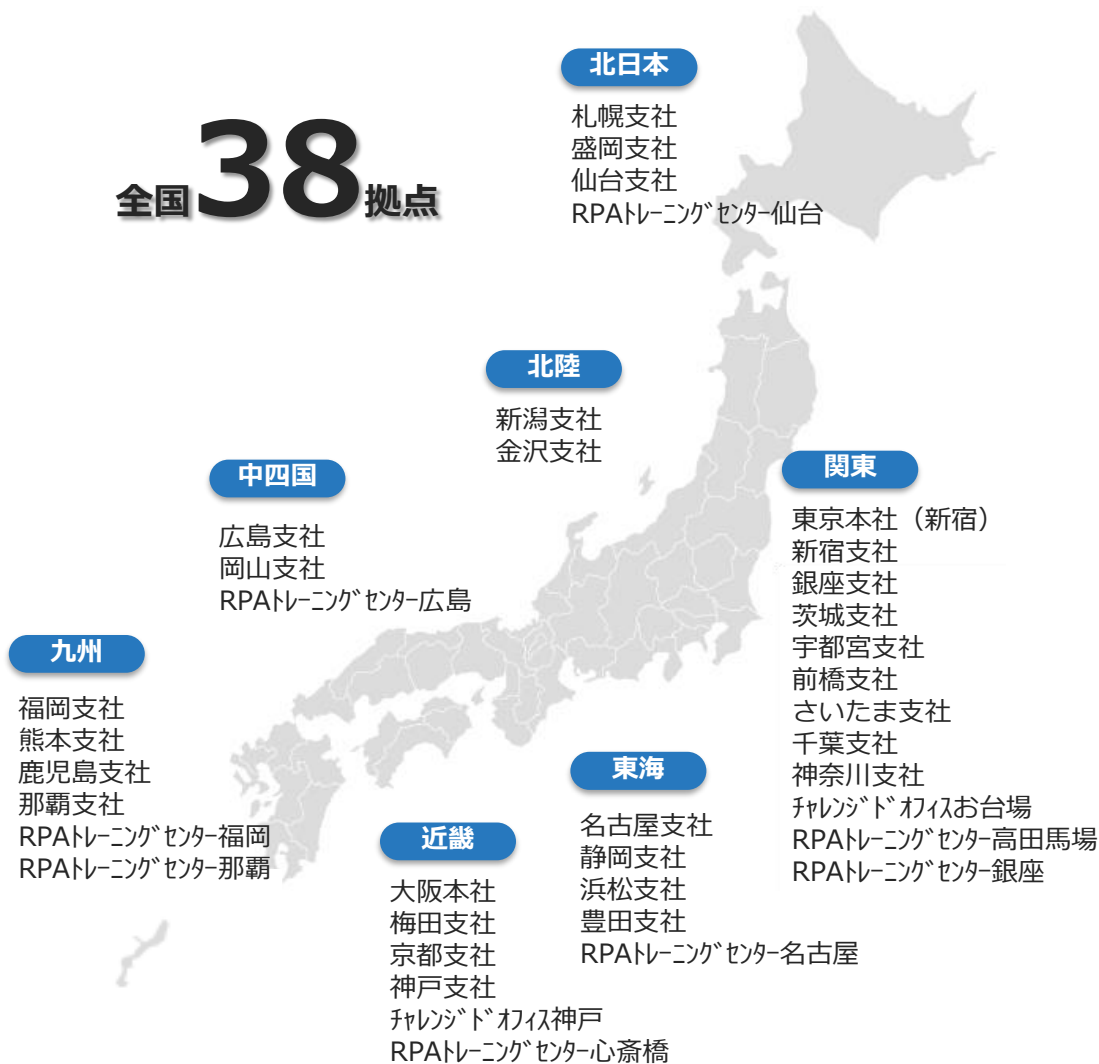 全国38拠点
北日本
札幌支社
盛岡支社
仙台支社
RPAﾄﾚｰﾆﾝｸﾞｾﾝﾀｰ仙台
北陸
新潟支社
金沢支社
中四国
広島支社
岡山支社
RPAﾄﾚｰﾆﾝｸﾞｾﾝﾀｰ広島
関東
東京本社（新宿）
新宿支社
銀座支社
茨城支社
宇都宮支社
前橋支社
さいたま支社
千葉支社
神奈川支社
ﾁｬﾚﾝｼﾞﾄﾞｵﾌｨｽお台場
RPAﾄﾚｰﾆﾝｸﾞｾﾝﾀｰ高田馬場
RPAﾄﾚｰﾆﾝｸﾞｾﾝﾀｰ銀座
九州
福岡支社
熊本支社
鹿児島支社
那覇支社
RPAﾄﾚｰﾆﾝｸﾞｾﾝﾀｰ福岡
RPAﾄﾚｰﾆﾝｸﾞｾﾝﾀｰ那覇
東海
名古屋支社
静岡支社
浜松支社
豊田支社
RPAﾄﾚｰﾆﾝｸﾞｾﾝﾀｰ名古屋
近畿
大阪本社
梅田支社
京都支社
神戸支社
ﾁｬﾚﾝｼﾞﾄﾞｵﾌｨｽ神戸
RPAﾄﾚｰﾆﾝｸﾞｾﾝﾀｰ心斎橋